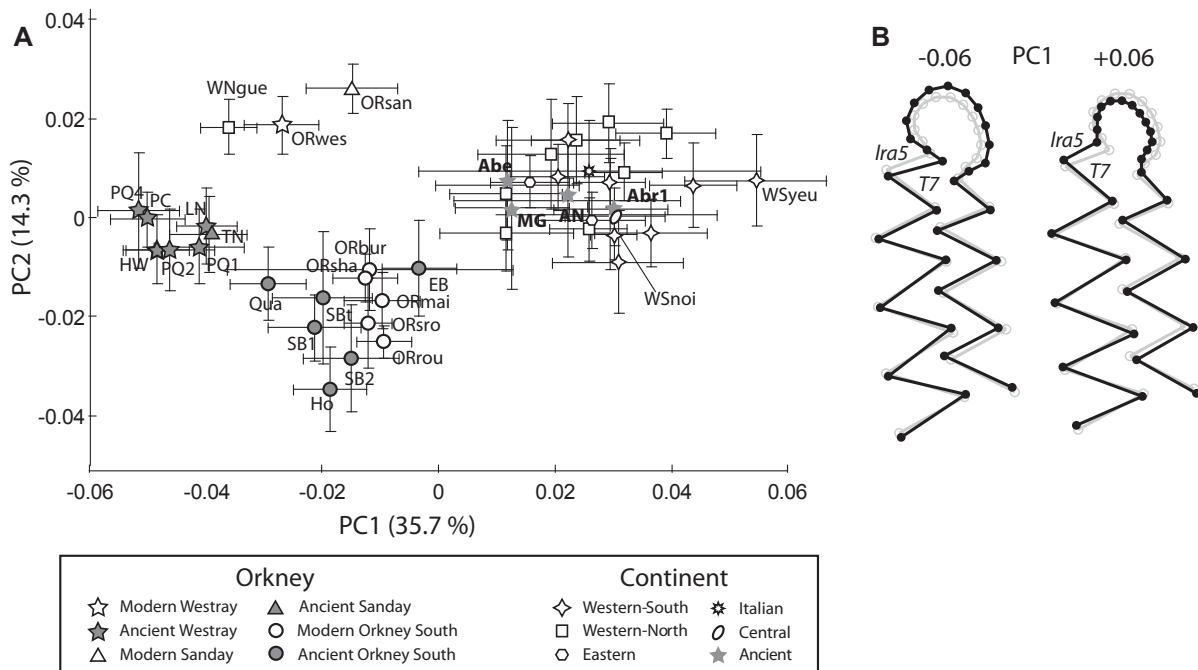 A
B
0.04
0.02
0
-0.02
-0.04
-0.06
-0.04
-0.02
0
0.02
0.04
0.06
PC1 (35.7 %)
PC2 (14.3 %)
WNgue
ORwes
ORsan
PQ4
PC
LN
TN
HW
PQ2
PQ1
Qua
ORbur
ORsha
EB
SBt
ORmai
SB1
ORsro
ORrou
SB2
Ho
Abe
MG
AN
Abr1
WSyeu
WSnoi
-0.06 PC1 +0.06
lra5
T7
lra5
T7
Orkney
Modern Westray
Ancient Westray
Modern Sanday
Ancient Sanday
Modern Orkney South
Ancient Orkney South
Continent
Western-South
Western-North
Eastern
Italian
Central
Ancient